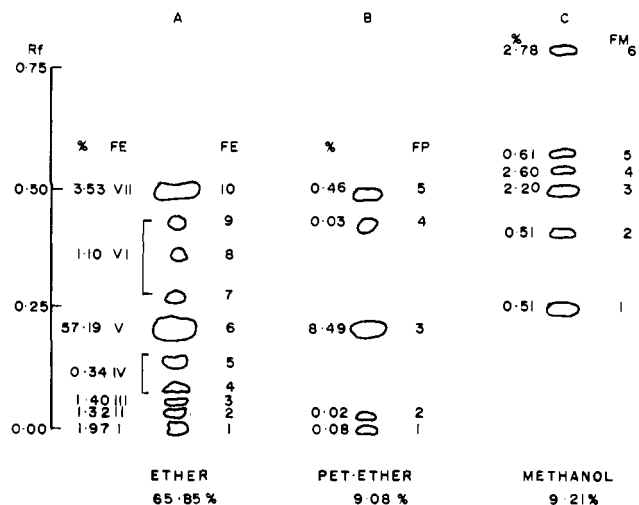 A B C
Rf % FM
0·75 2·78 6
% FE FE % FP 0·61 5
2·60 4
0·50 3·53 VII 10 0·46 5 2·20 3
9 0·03 4 0·51 2
1·10 VI 8
7
0·25 0·51 1
57·19 V 6 8·49 3
0·34 IV 5
4
1·40 III 3
1·32 II 2 0·02 2
0·00 1·97 I 1 0·08 1
ETHER PET-ETHER METHANOL
65·85% 9·08% 9·21%